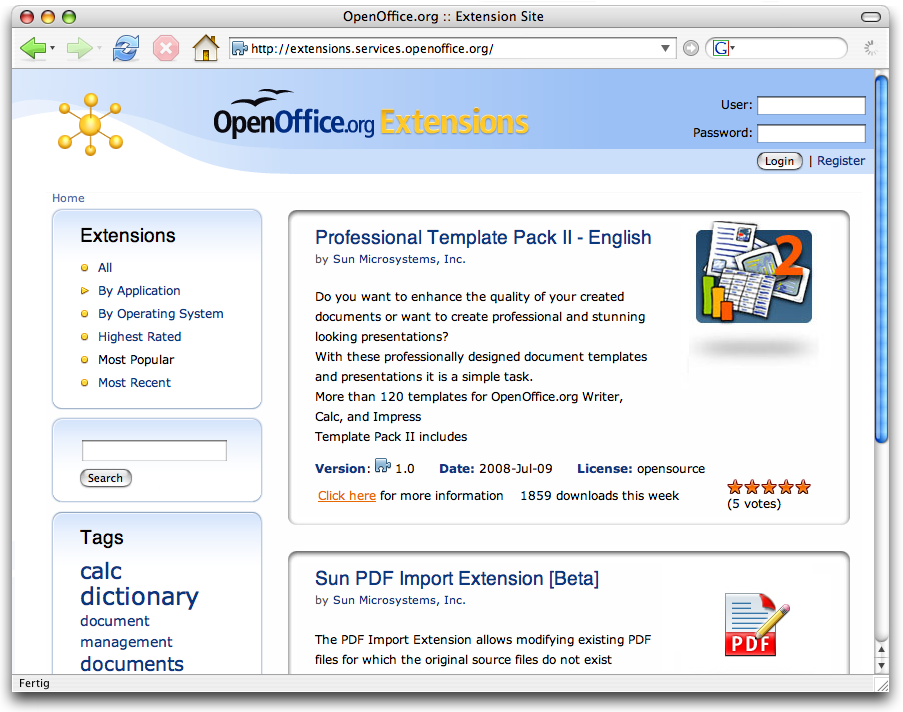 OpenOffice.org :: Extension Site
http://extensions.services.openoffice.org/
G
OpenOffice.org Extensions
User:
Password:
Login | Register
Home
Extensions
All
By Application
By Operating System
Highest Rated
Most Popular
Most Recent
Search
Tags
calc
dictionary
document
management
documents
Professional Template Pack II - English
by Sun Microsystems, Inc.
2
Do you want to enhance the quality of your created
documents or want to create professional and stunning
looking presentations?
With these professionally designed document templates
and presentations it is a simple task.
More than 120 templates for OpenOffice.org Writer,
Calc, and Impress
Template Pack II includes
Version: 1.0 Date: 2008-Jul-09 License: opensource
Click here for more information 1859 downloads this week
(5 votes)
Sun PDF Import Extension [Beta]
by Sun Microsystems, Inc.
PDF
The PDF Import Extension allows modifying existing PDF
files for which the original source files do not exist
Fertig